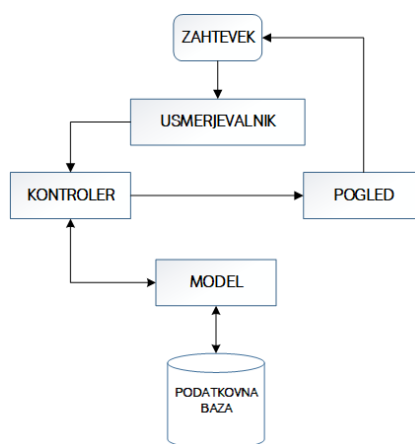 ZAHTEVEK
USMERJEVALNIK
KONTROLER
POGLED
MODEL
PODATKOVNA
BAZA